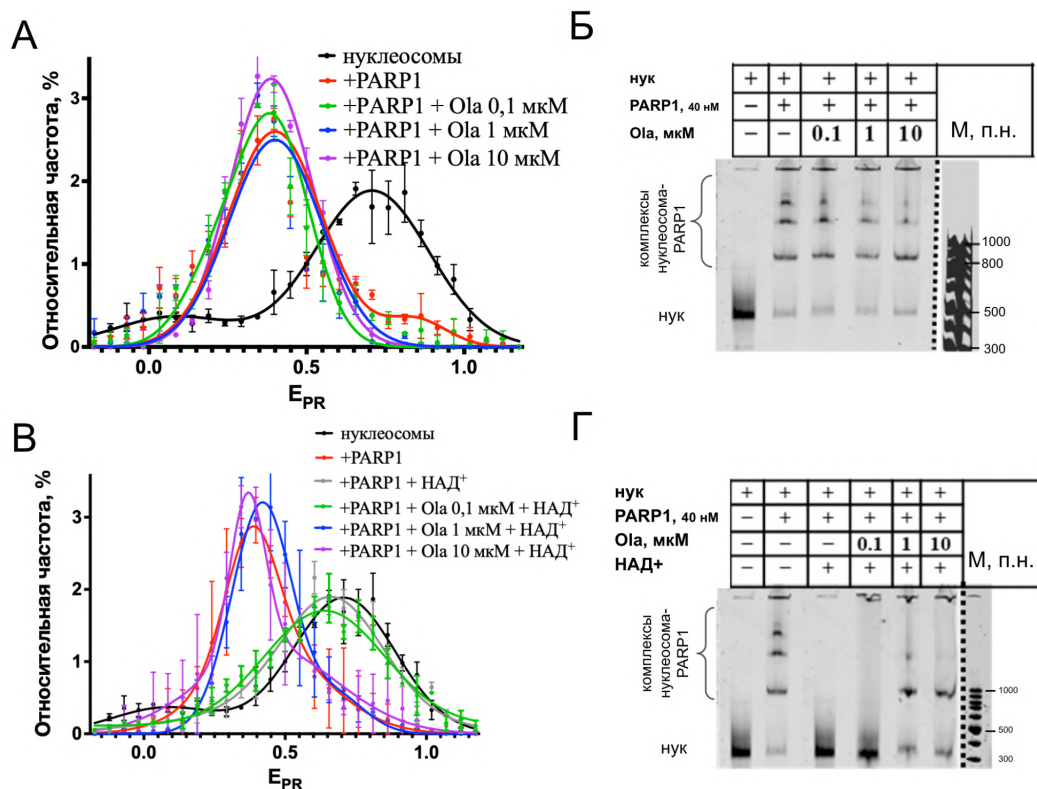 А
Относительная частота, %
3
2
1
0
0.0
0.5
1.0
E PR
нуклеосомы
+PARP1
+PARP1 + Ola 0,1 мкМ
+PARP1 + Ola 1 мкМ
+PARP1 + Ola 10 мкМ
Б
нук + + + + +
PARP1, 40 нМ – + + + +
Ola, мкМ – – 0.1 1 10
М, п.н.
комплексы
нуклеосома-
PARP1
нук
1000
800
500
300
В
Относительная частота, %
3
2
1
0
0.0
0.5
1.0
E PR
нуклеосомы
+PARP1
+PARP1 + НАД⁺
+PARP1 + Ola 0,1 мкМ + НАД⁺
+PARP1 + Ola 1 мкМ + НАД⁺
+PARP1 + Ola 10 мкМ + НАД⁺
Г
нук + + + + + +
PARP1, 40 нМ – + + + + +
Ola, мкМ – – – 0.1 1 10
НАД+ – – + + + +
М, п.н.
комплексы
нуклеосома-
PARP1
нук
1000
500
300